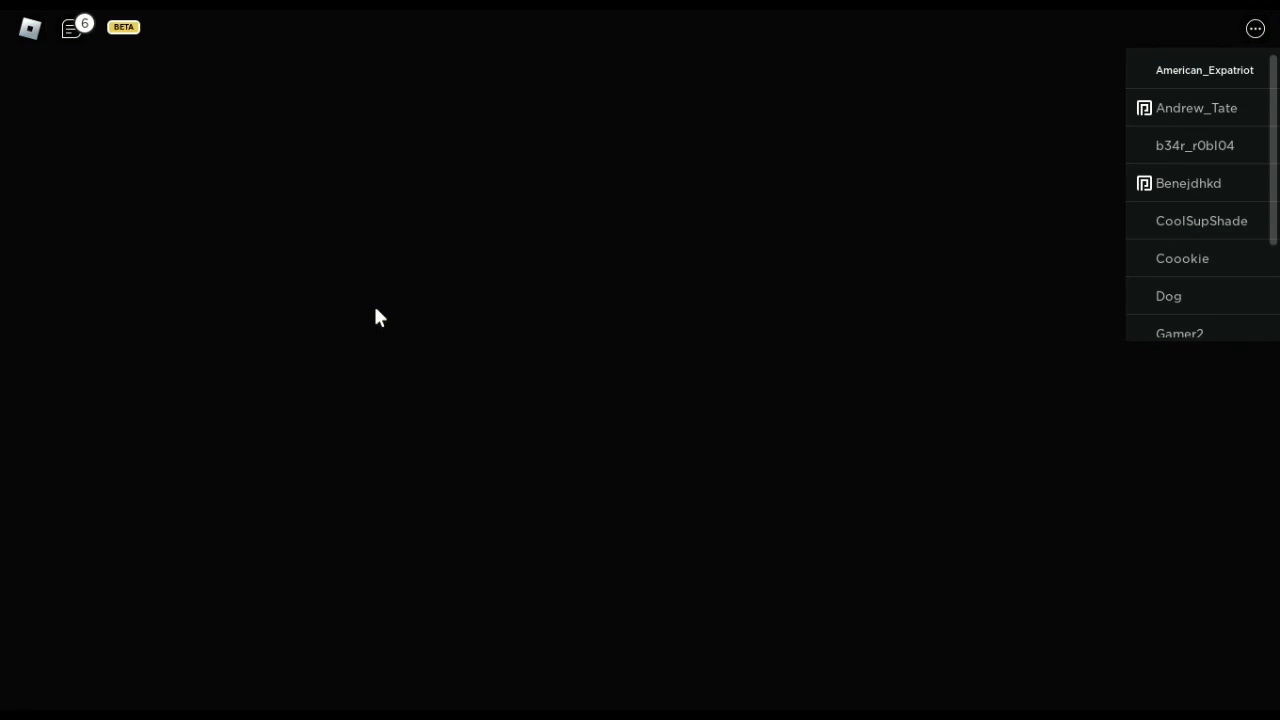 6
BETA
American_Expatriot
Andrew_Tate
b34r_r0bl04
Benejdhkd
CoolSupShade
Coookie
Dog
Gamer2